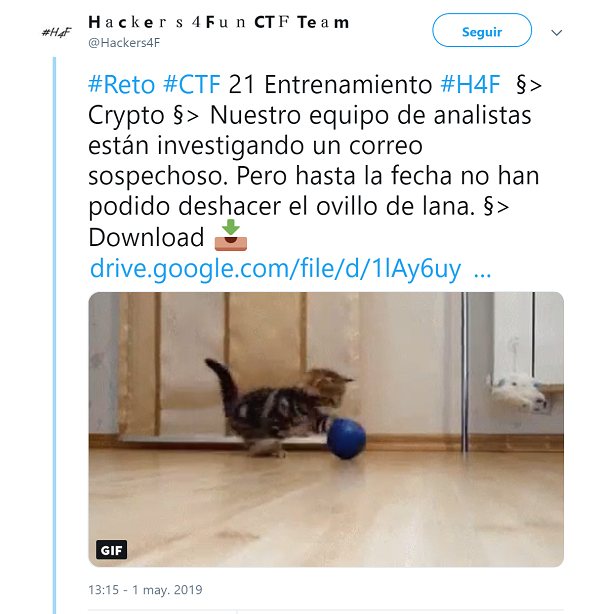 #H4F
Hackers4Fun CTF Team
@Hackers4F
Seguir
#Reto #CTF 21 Entrenamiento #H4F §>
Crypto §> Nuestro equipo de analistas
están investigando un correo
sospechoso. Pero hasta la fecha no han
podido deshacer el ovillo de lana. §>
Download
drive.google.com/file/d/1lAy6uy ...
GIF
13:15 - 1 may. 2019